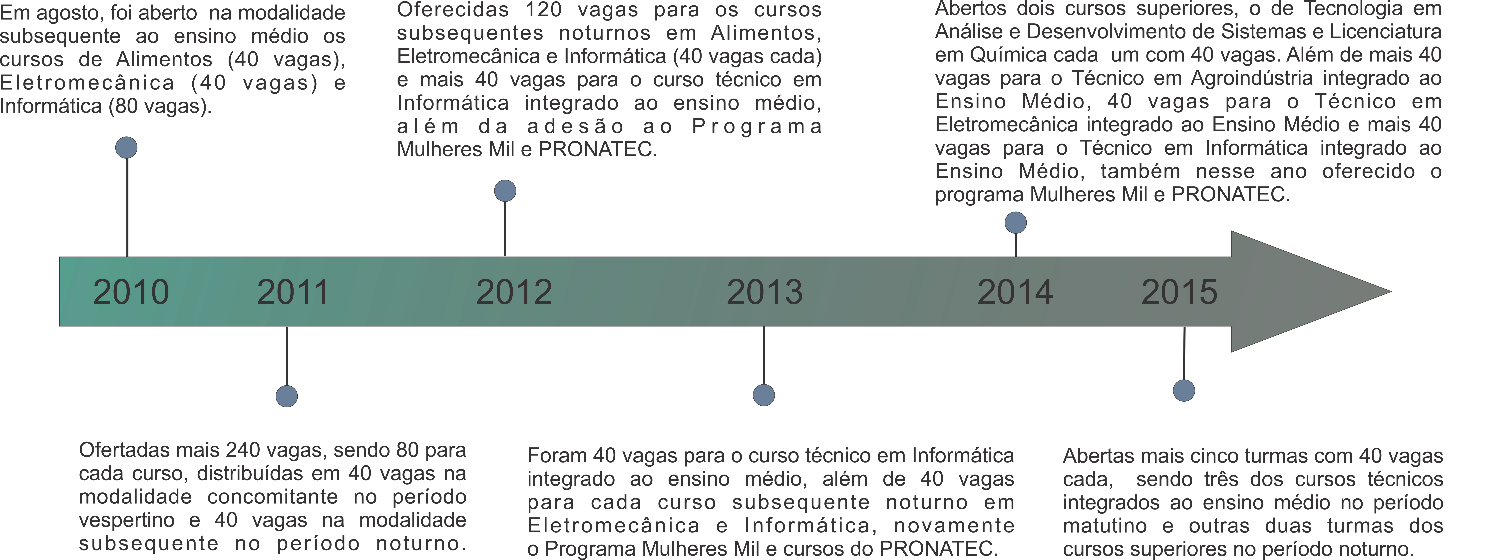 Em agosto, foi aberto na modalidade
subsequente ao ensino médio os
cursos de Alimentos (40 vagas),
Eletromecânica (40 vagas) e
Informática (80 vagas).
Oferecidas 120 vagas para os cursos
subsequentes noturnos em Alimentos,
Eletromecânica e Informática (40 vagas cada)
e mais 40 vagas para o curso técnico em
Informática integrado ao ensino médio,
além da adesão ao Programa
Mulheres Mil e PRONATEC.
Abertos dois cursos superiores, o de Tecnologia em
Análise e Desenvolvimento de Sistemas e Licenciatura
em Química cada um com 40 vagas. Além de mais 40
vagas para o Técnico em Agroindústria integrado ao
Ensino Médio, 40 vagas para o Técnico em
Eletromecânica integrado ao Ensino Médio e mais 40
vagas para o Técnico em Informática integrado ao
Ensino Médio, também nesse ano oferecido o
programa Mulheres Mil e PRONATEC.
2010 2011 2012 2013 2014 2015
Ofertadas mais 240 vagas, sendo 80 para
cada curso, distribuídas em 40 vagas na
modalidade concomitante no período
vespertino e 40 vagas na modalidade
subsequente no período noturno.
Foram 40 vagas para o curso técnico em Informática
integrado ao ensino médio, além de 40 vagas
para cada curso subsequente noturno em
Eletromecânica e Informática, novamente
o Programa Mulheres Mil e cursos do PRONATEC.
Abertas mais cinco turmas com 40 vagas
cada, sendo três dos cursos técnicos
integrados ao ensino médio no período
matutino e outras duas turmas dos
cursos superiores no período noturno.